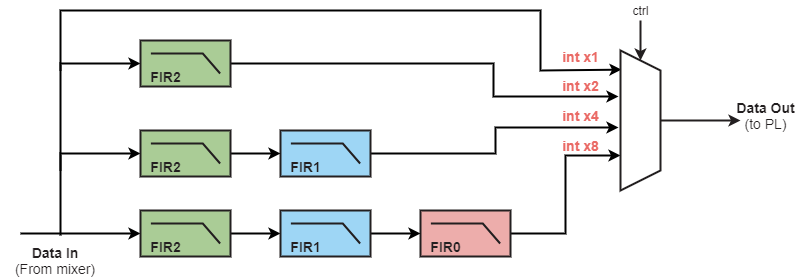 ctrl
int x1
FIR2
int x2
Data Out
(to PL)
int x4
FIR2
FIR1
int x8
FIR2
FIR1
FIR0
Data In
(From mixer)